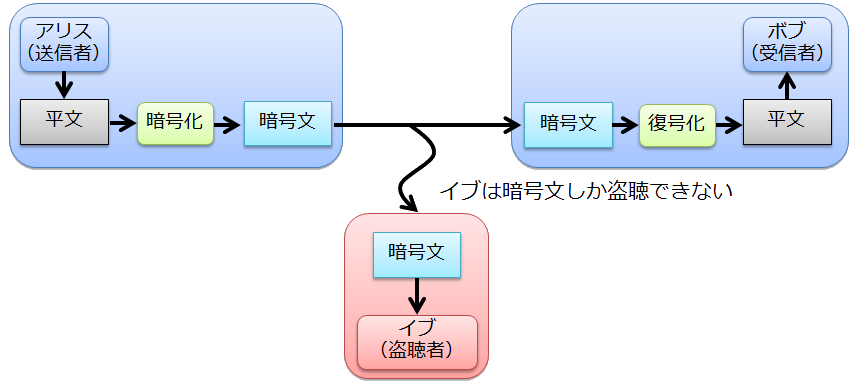 アリス
（送信者）
平文
暗号化
暗号文
ボブ
（受信者）
暗号文
復号化
平文
イブは暗号文しか盗聴できない
暗号文
イブ
（盗聴者）